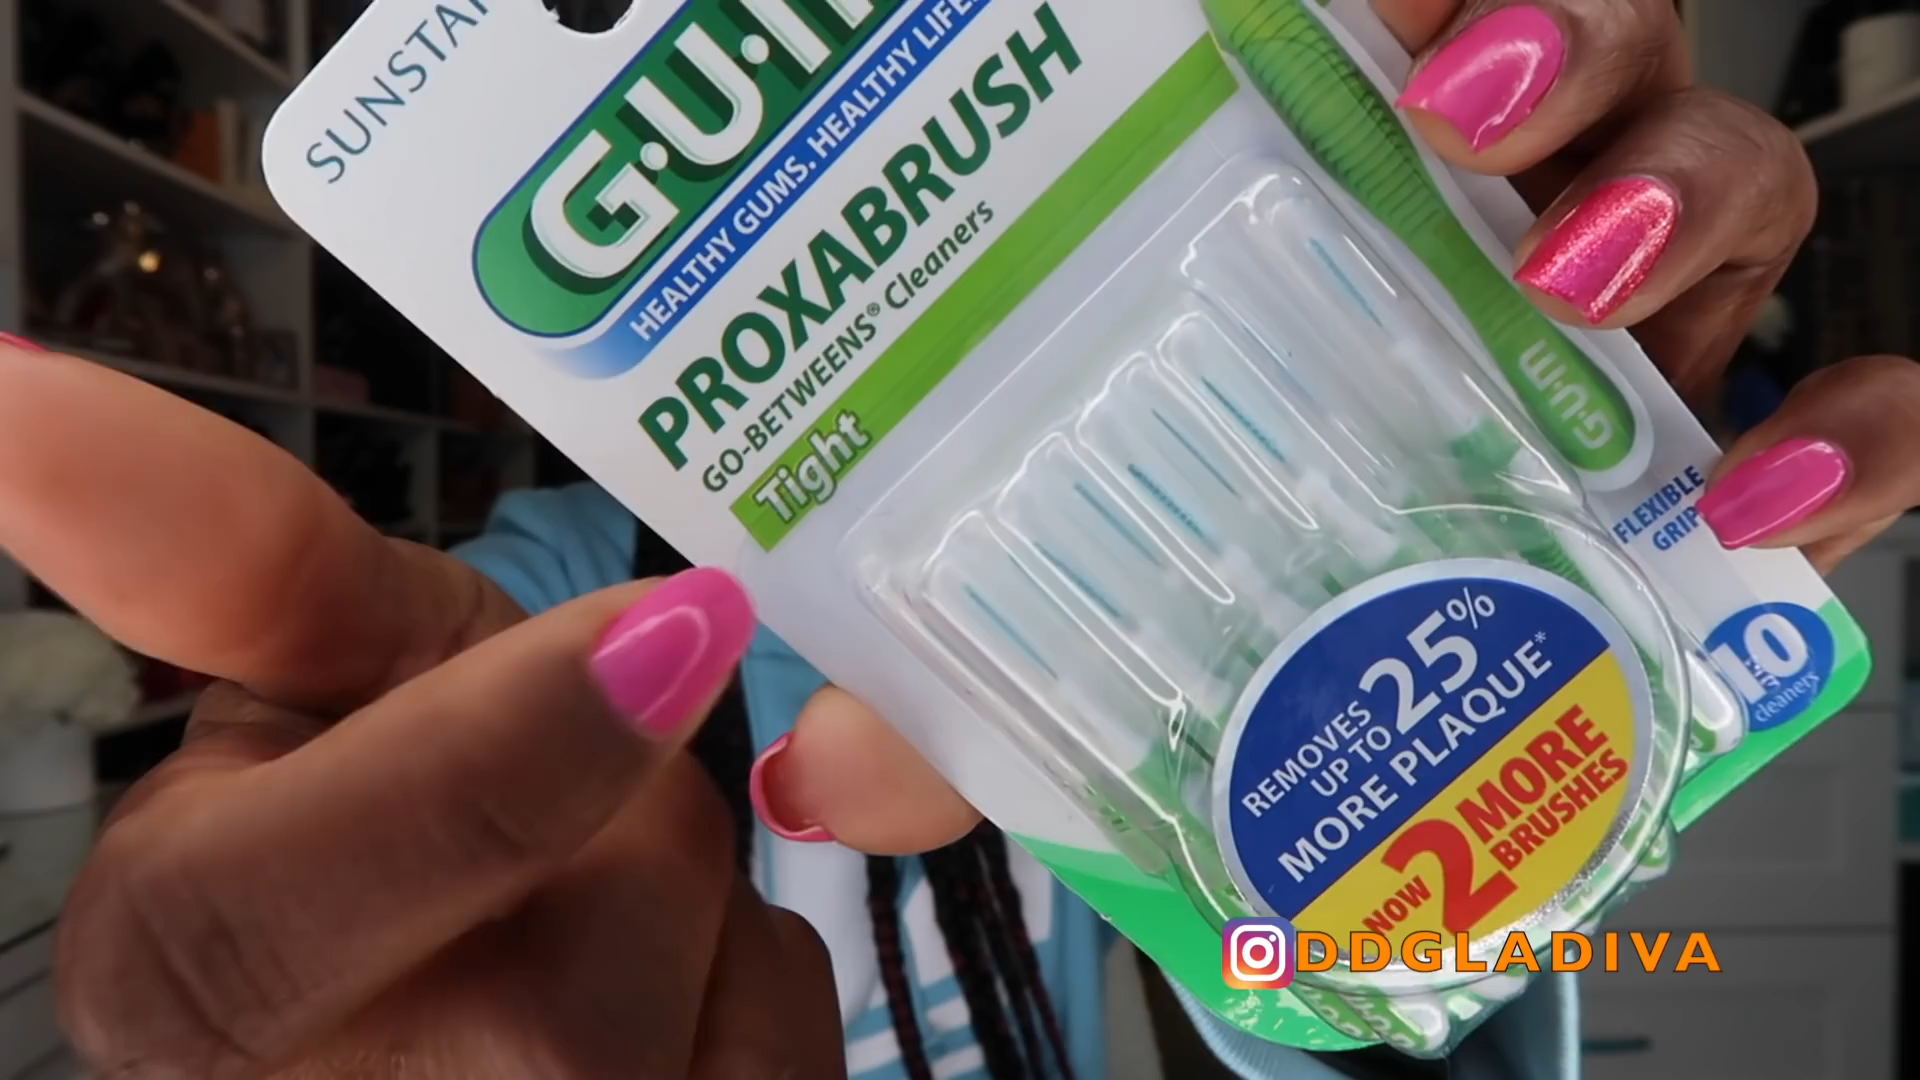 SUNSTAR
G·U·M
HEALTHY GUMS. HEALTHY LIFE.
PROXABRUSH
GO-BETWEENS® Cleaners
Tight
G·U·M
FLEXIBLE
GRIP
10
cleaners
REMOVES
UP TO 25%
MORE PLAQUE*
NOW 2 MORE
BRUSHES
DDGLADIVA